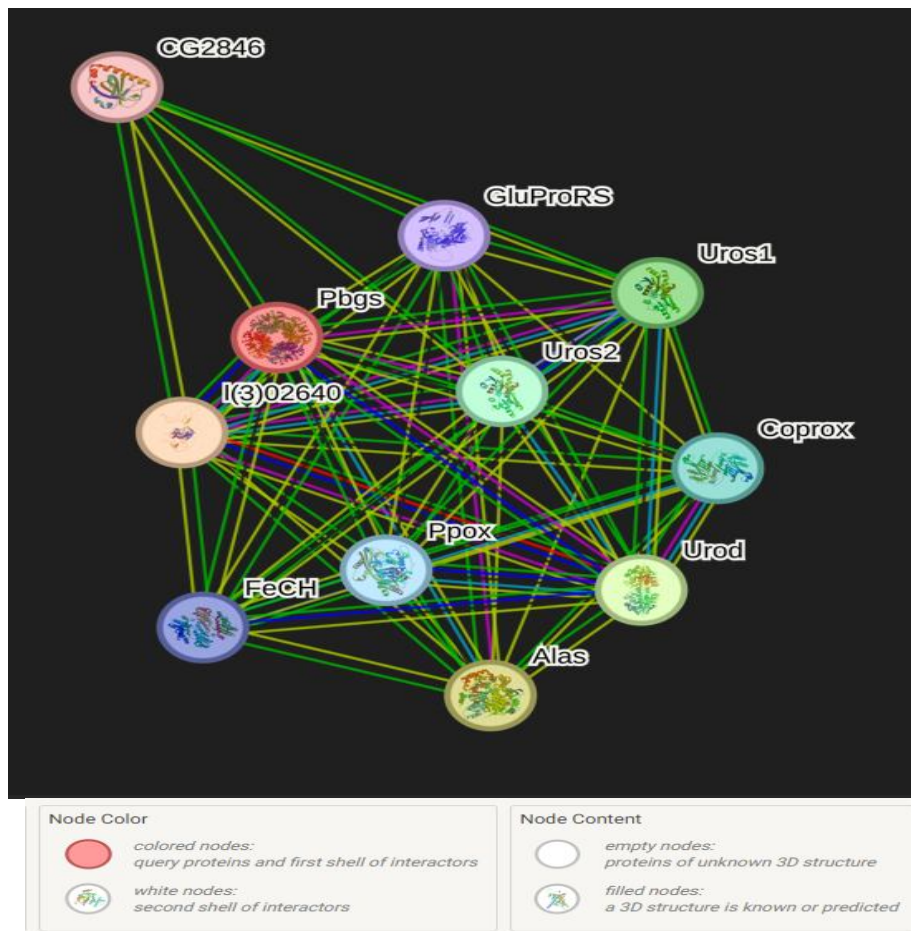 CG2846
GluProRS
Uros1
Pbgs
Uros2
l(3)02640
Coprox
Ppox
Urod
FeCH
Alas
Node Color
colored nodes:
query proteins and first shell of interactors
white nodes:
second shell of interactors
Node Content
empty nodes:
proteins of unknown 3D structure
filled nodes:
a 3D structure is known or predicted